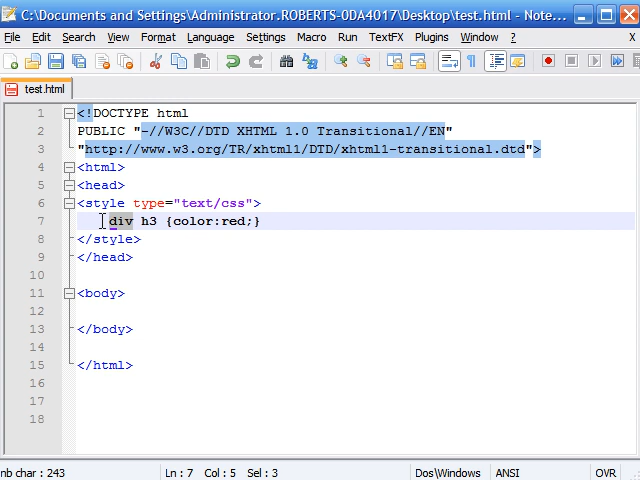 C:\Documents and Settings\Administrator.ROBERTS-0DA4017\Desktop\test.html - Note...
File Edit Search View Format Language Settings Macro Run TextFX Plugins Window ? X
test.html
1 <!DOCTYPE html
2 PUBLIC "-//W3C//DTD XHTML 1.0 Transitional//EN"
3 "http://www.w3.org/TR/xhtml1/DTD/xhtml1-transitional.dtd">
4 <html>
5 <head>
6 <style type="text/css">
7 div h3 {color:red;}
8 </style>
9 </head>
10
11 <body>
12
13 </body>
14
15 </html>
16
17
18
nb char : 243 Ln : 7 Col : 5 Sel : 3 Dos\Windows ANSI OVR